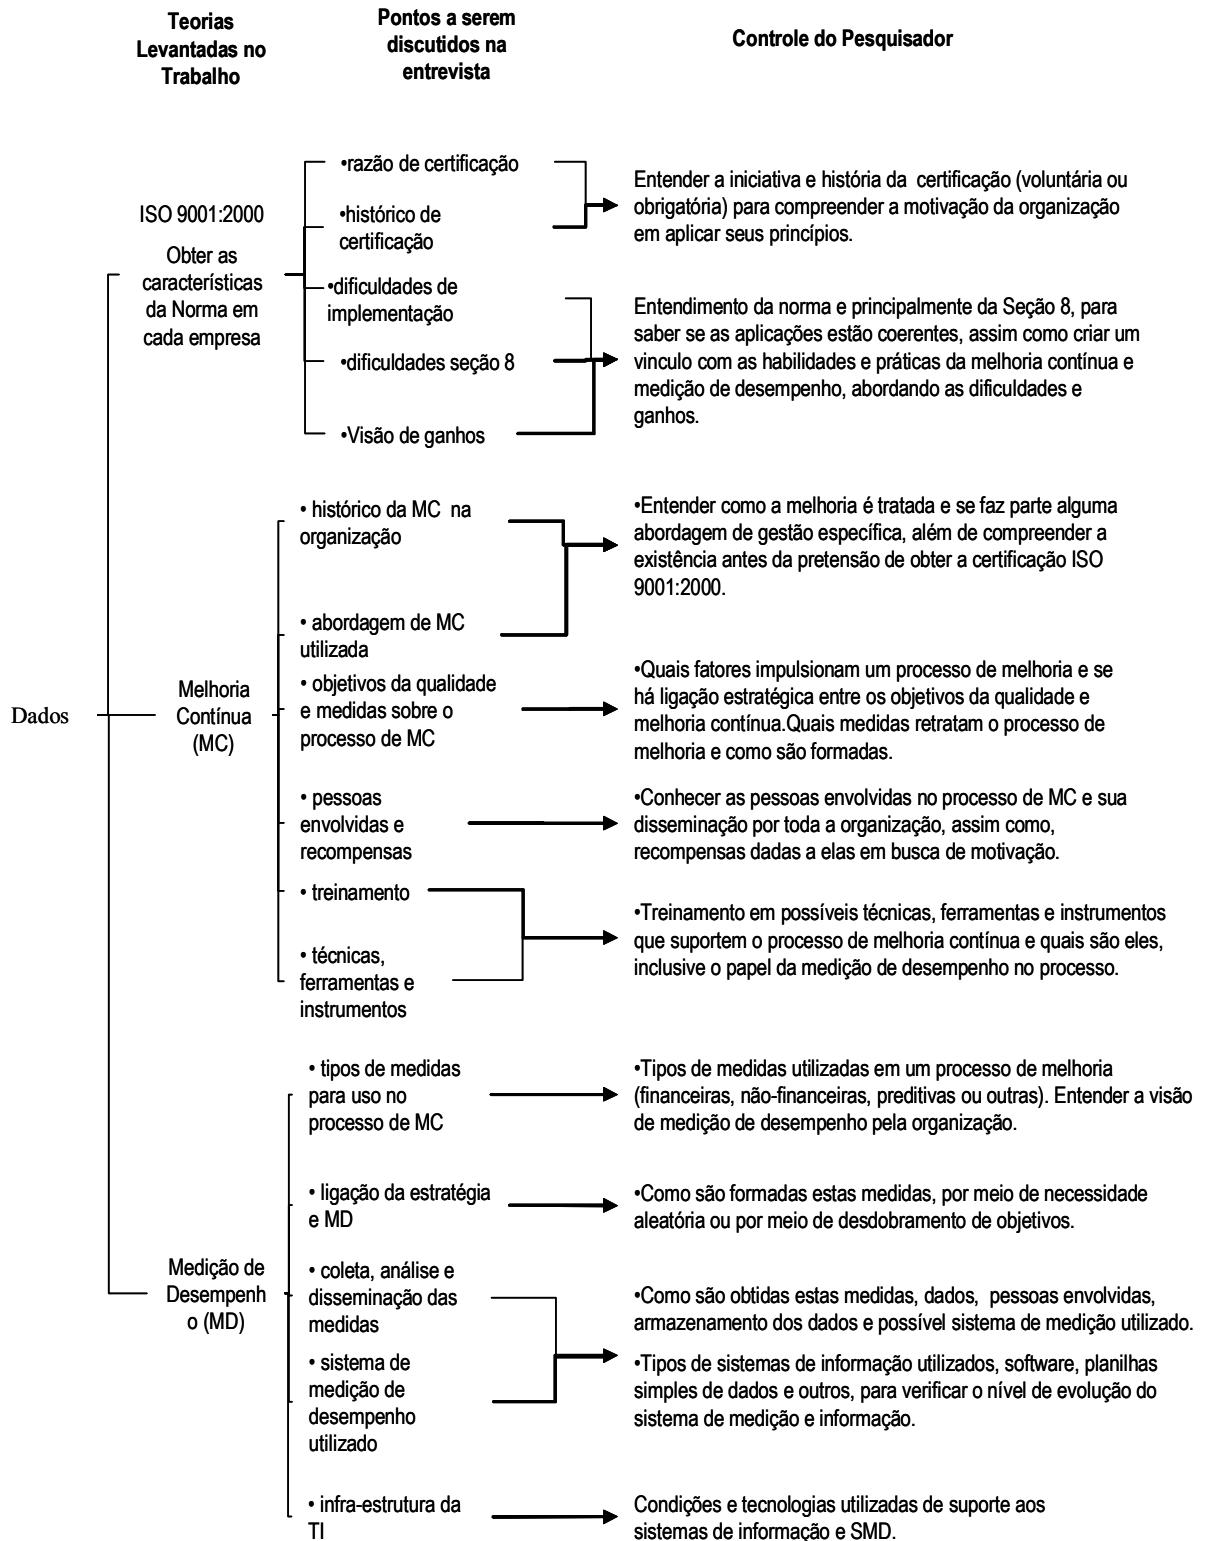 Teorias
Levantadas no
Trabalho
Pontos a serem
discutidos na
entrevista
Controle do Pesquisador
Dados
ISO 9001:2000
Obter as
características
da Norma em
cada empresa
•razão de certificação
•histórico de
certificação
•dificuldades de
implementação
•dificuldades seção 8
•Visão de ganhos
Entender a iniciativa e história da certificação (voluntária ou
obrigatória) para compreender a motivação da organização
em aplicar seus princípios.
Entendimento da norma e principalmente da Seção 8, para
saber se as aplicações estão coerentes, assim como criar um
vinculo com as habilidades e práticas da melhoria contínua e
medição de desempenho, abordando as dificuldades e
ganhos.
Melhoria
Contínua
(MC)
• histórico da MC na
organização
• abordagem de MC
utilizada
• objetivos da qualidade
e medidas sobre o
processo de MC
• pessoas
envolvidas e
recompensas
• treinamento
• técnicas,
ferramentas e
instrumentos
•Entender como a melhoria é tratada e se faz parte alguma
abordagem de gestão específica, além de compreender a
existência antes da pretensão de obter a certificação ISO
9001:2000.
•Quais fatores impulsionam um processo de melhoria e se
há ligação estratégica entre os objetivos da qualidade e
melhoria contínua.Quais medidas retratam o processo de
melhoria e como são formadas.
•Conhecer as pessoas envolvidas no processo de MC e sua
disseminação por toda a organização, assim como,
recompensas dadas a elas em busca de motivação.
•Treinamento em possíveis técnicas, ferramentas e instrumentos
que suportem o processo de melhoria contínua e quais são eles,
inclusive o papel da medição de desempenho no processo.
Medição de
Desempenh
o (MD)
• tipos de medidas
para uso no
processo de MC
• ligação da estratégia
e MD
• coleta, análise e
disseminação das
medidas
• sistema de
medição de
desempenho
utilizado
• infra-estrutura da
TI
•Tipos de medidas utilizadas em um processo de melhoria
(financeiras, não-financeiras, preditivas ou outras). Entender a visão
de medição de desempenho pela organização.
•Como são formadas estas medidas, por meio de necessidade
aleatória ou por meio de desdobramento de objetivos.
•Como são obtidas estas medidas, dados, pessoas envolvidas,
armazenamento dos dados e possível sistema de medição utilizado.
•Tipos de sistemas de informação utilizados, software, planilhas
simples de dados e outros, para verificar o nível de evolução do
sistema de medição e informação.
Condições e tecnologias utilizadas de suporte aos
sistemas de informação e SMD.